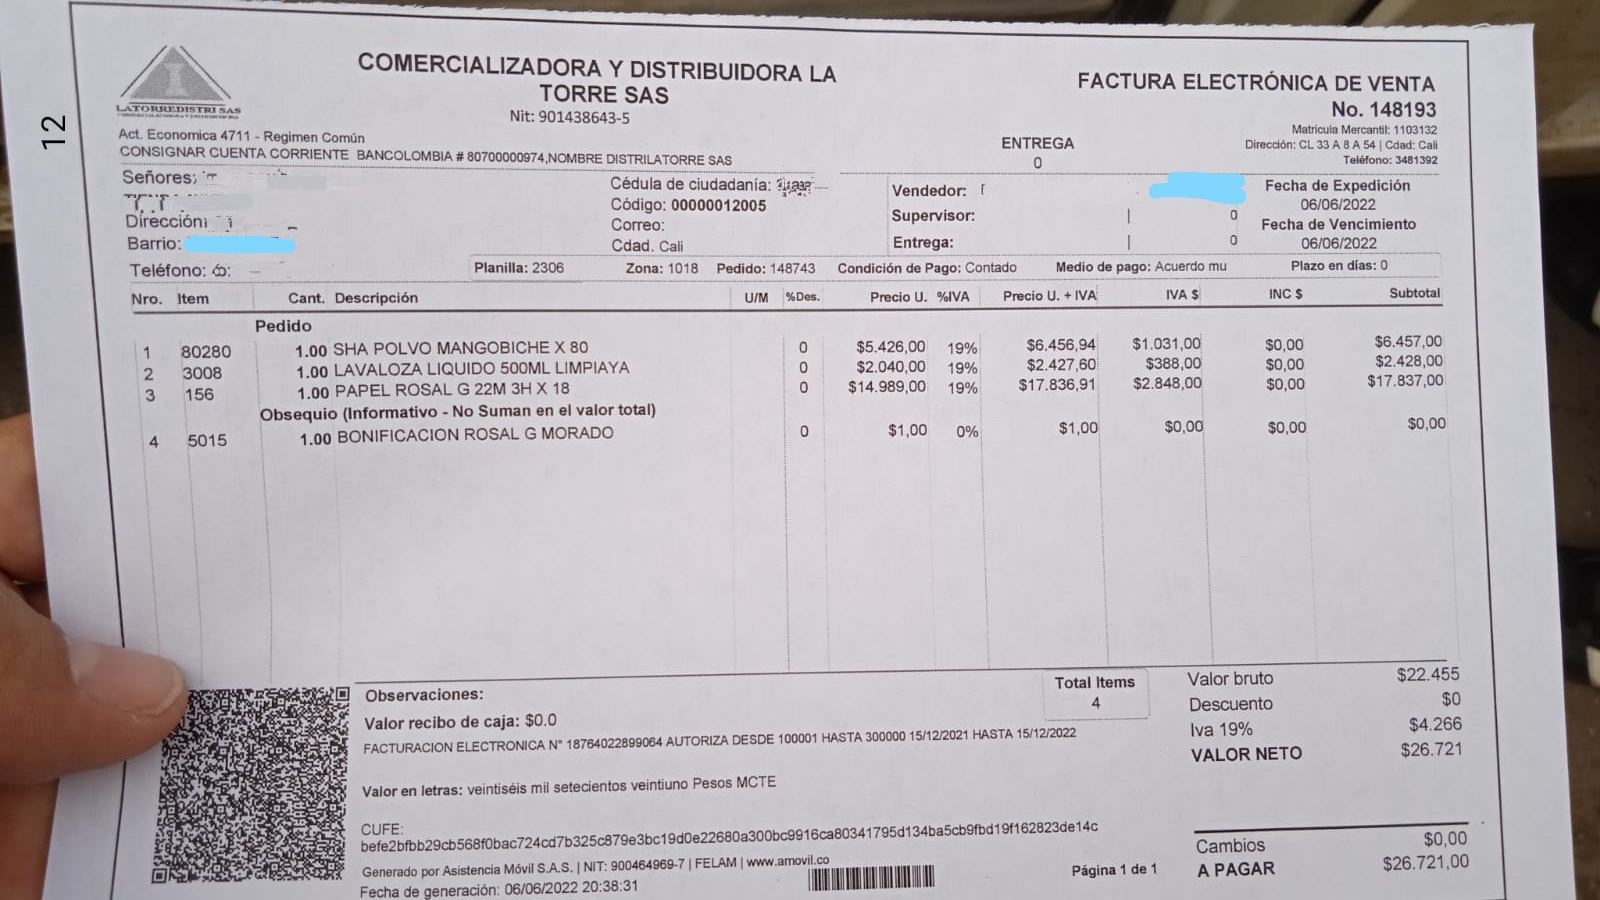 12
LATORREDISTRI SAS
COMERCIALIZADORA Y DISTRIBUIDORA LA
TORRE SAS
Nit: 901438643-5
FACTURA ELECTRÓNICA DE VENTA
No. 148193
Matricula Mercantil: 1103132
Dirección: CL 33 A 8 A 54 | Cdad: Cali
Teléfono: 3481392
Act. Economica 4711 - Regimen Común
CONSIGNAR CUENTA CORRIENTE BANCOLOMBIA # 80700000974,NOMBRE DISTRILATORRE SAS
ENTREGA
0
Señores:
Dirección
Barrio:
Teléfono:
Cédula de ciudadanía:
Código: 00000012005
Correo:
Cdad. Cali
Vendedor:
Supervisor: | 0
Entrega: | 0
Fecha de Expedición
06/06/2022
Fecha de Vencimiento
06/06/2022
Planilla: 2306 Zona: 1018 Pedido: 148743 Condición de Pago: Contado Medio de pago: Acuerdo mu Plazo en días: 0
Nro. Item Cant. Descripción U/M %Des. Precio U. %IVA Precio U. + IVA IVA $ INC $ Subtotal
Pedido
1 80280 1.00 SHA POLVO MANGOBICHE X 80 0 $5.426,00 19% $6.456,94 $1.031,00 $0,00 $6.457,00
2 3008 1.00 LAVALOZA LIQUIDO 500ML LIMPIAYA 0 $2.040,00 19% $2.427,60 $388,00 $0,00 $2.428,00
3 156 1.00 PAPEL ROSAL G 22M 3H X 18 0 $14.989,00 19% $17.836,91 $2.848,00 $0,00 $17.837,00
Obsequio (Informativo - No Suman en el valor total)
4 5015 1.00 BONIFICACION ROSAL G MORADO 0 $1,00 0% $1,00 $0,00 $0,00 $0,00
Observaciones:
Valor recibo de caja: $0.0
FACTURACION ELECTRONICA N° 18764022899064 AUTORIZA DESDE 100001 HASTA 300000 15/12/2021 HASTA 15/12/2022
Valor en letras: veintiséis mil setecientos veintiuno Pesos MCTE
Total Items
4
Valor bruto $22.455
Descuento $0
Iva 19% $4.266
VALOR NETO $26.721
CUFE:
befe2bfbb29cb568f0bac724cd7b325c879e3bc19d0e22680a300bc9916ca80341795d134ba5cb9fbd19f162823de14c
Generado por Asistencia Móvil S.A.S. | NIT: 900464969-7 | FELAM | www.amovil.co
Fecha de generación: 06/06/2022 20:38:31
Página 1 de 1
Cambios $0,00
A PAGAR $26.721,00